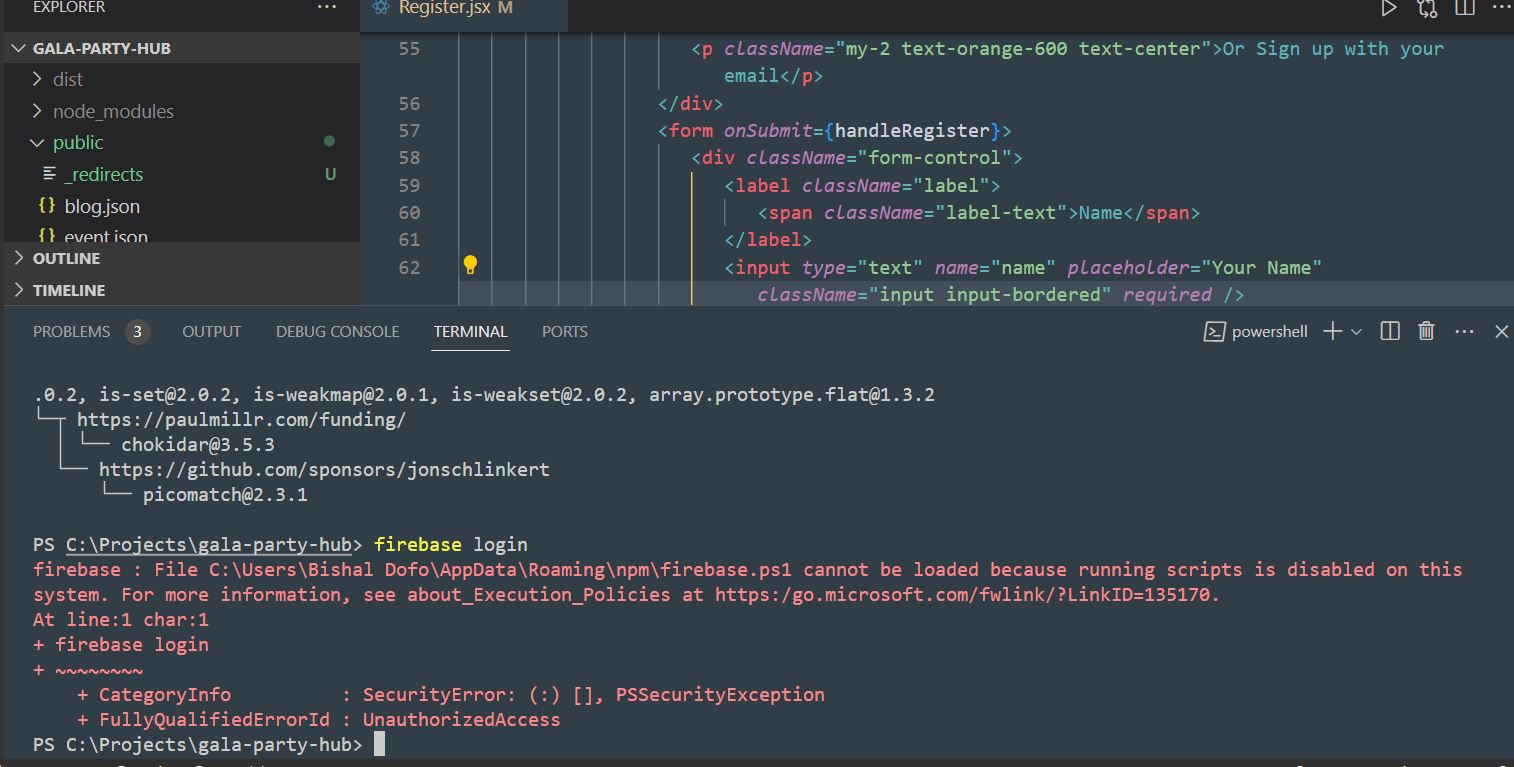 EXPLORER
Register.jsx M
GALA-PARTY-HUB
dist
node_modules
public
_redirects U
{} blog.json
{} event.json
OUTLINE
TIMELINE
55 <p className="my-2 text-orange-600 text-center">Or Sign up with your
email</p>
56 </div>
57 <form onSubmit={handleRegister}>
58 <div className="form-control">
59 <label className="label">
60 <span className="label-text">Name</span>
61 </label>
62 <input type="text" name="name" placeholder="Your Name"
className="input input-bordered" required />
PROBLEMS 3 OUTPUT DEBUG CONSOLE TERMINAL PORTS powershell
.0.2, is-set@2.0.2, is-weakmap@2.0.1, is-weakset@2.0.2, array.prototype.flat@1.3.2
https://paulmillr.com/funding/
chokidar@3.5.3
https://github.com/sponsors/jonschlinkert
picomatch@2.3.1
PS C:\Projects\gala-party-hub> firebase login
firebase : File C:\Users\Bishal Dofo\AppData\Roaming\npm\firebase.ps1 cannot be loaded because running scripts is disabled on this
system. For more information, see about_Execution_Policies at https:/go.microsoft.com/fwlink/?LinkID=135170.
At line:1 char:1
+ firebase login
+ ~~~~~~~~
+ CategoryInfo : SecurityError: (:) [], PSSecurityException
+ FullyQualifiedErrorId : UnauthorizedAccess
PS C:\Projects\gala-party-hub>